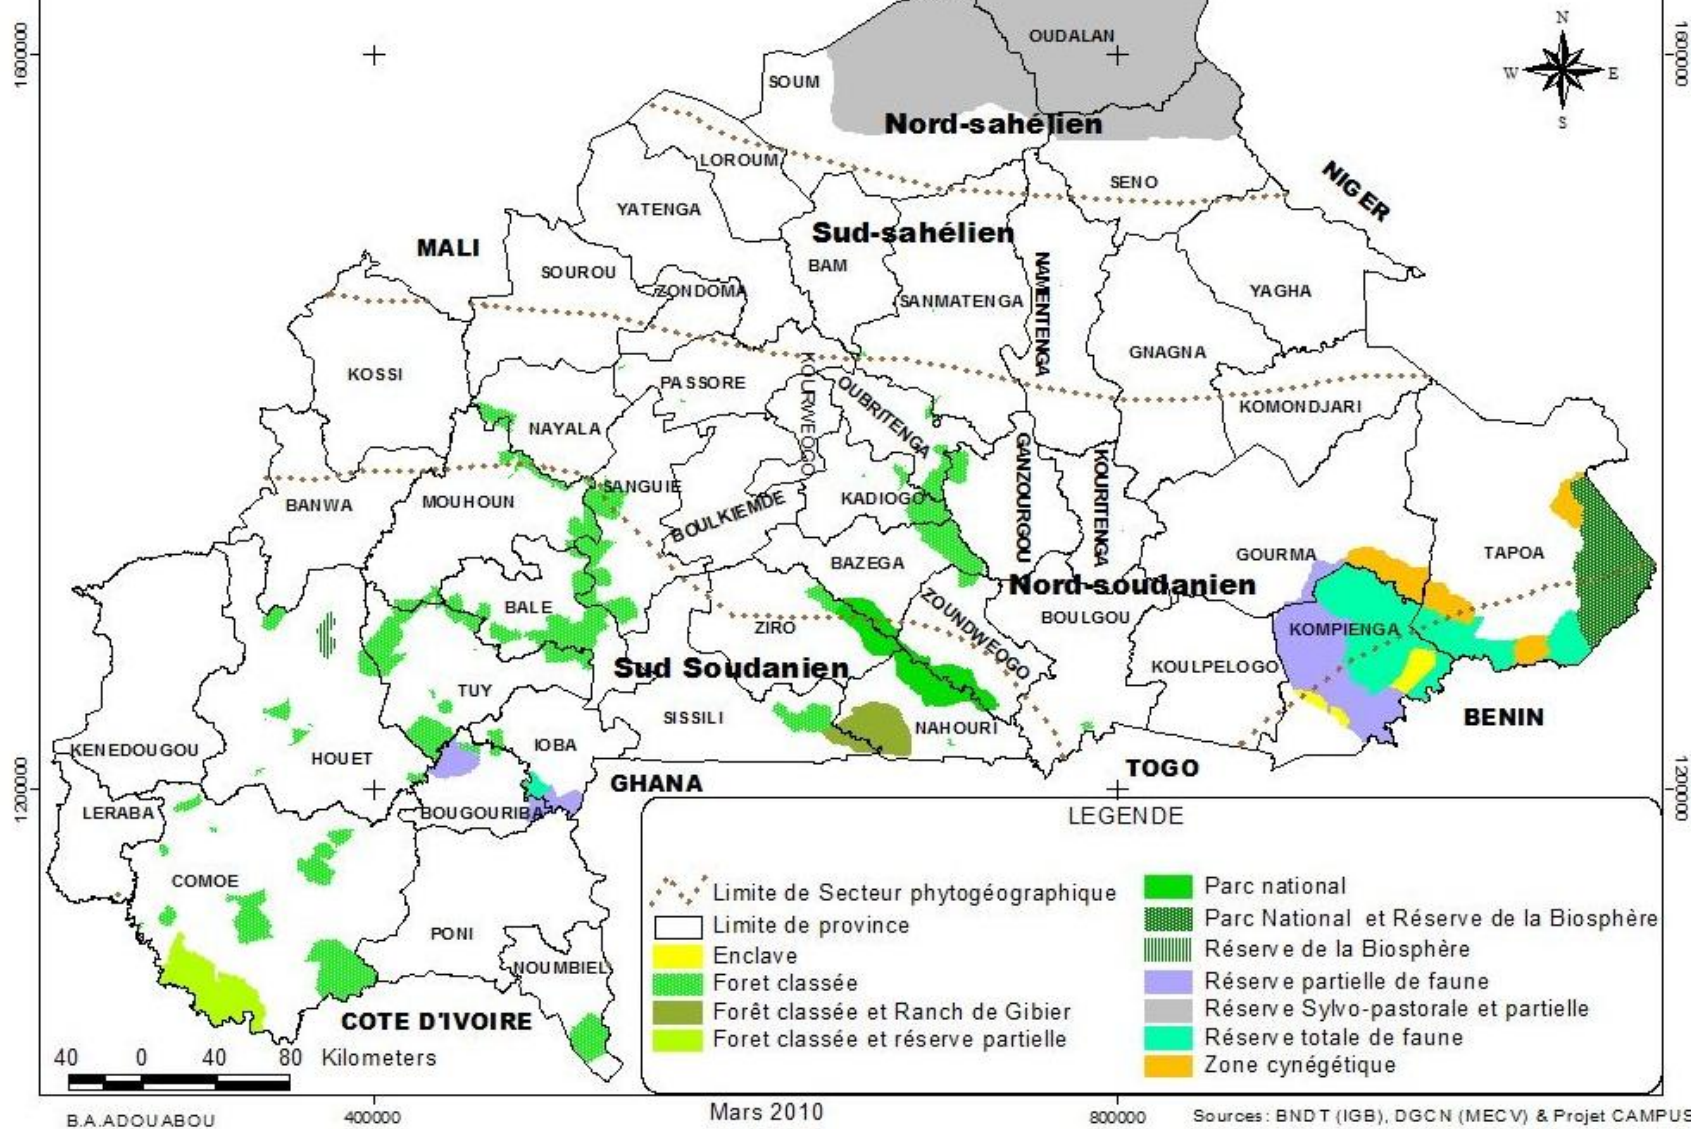 N
W E
S
1600000
1600000
OUDALAN
SOUM
Nord-sahélien
LOROUM
SENO
NIGER
YATENGA
MALI
Sud-sahélien
SOUROU
BAM
ZONDOMA
SANMATENGA
NAMENTENGA
YAGHA
GNAGNA
KOSSI
PASSORE
KOURWEOGO
OUBRITENGA
KOMONDJARI
NAYALA
GANZOURGOU
KOURITENGA
BANWA
MOUHOUN
SANGUIE
BOULKIEMDE
KADIOGO
GOURMA
TAPOA
BAZEGA
Nord-soudanien
BALE
ZIRO
ZOUNDWEOGO
BOULGOU
KOMPIENGA
Sud Soudanien
KOULPELOGO
TUY
SISSILI
NAHOURI
BENIN
KENEDOUGOU
HOUET
IOBA
TOGO
GHANA
1200000
1200000
LERABA
BOUGOURIBA
COMOE
PONI
NOUMBIEL
COTE D'IVOIRE
LEGENDE
Limite de Secteur phytogéographique
Limite de province
Enclave
Foret classée
Forêt classée et Ranch de Gibier
Foret classée et réserve partielle
Parc national
Parc National et Réserve de la Biosphère
Réserve de la Biosphère
Réserve partielle de faune
Réserve Sylvo-pastorale et partielle
Réserve totale de faune
Zone cynégétique
40 0 40 80 Kilometers
B.A.ADOUABOU
400000
Mars 2010
800000
Sources: BNDT (IGB), DGCN (MECV) & Projet CAMPUS